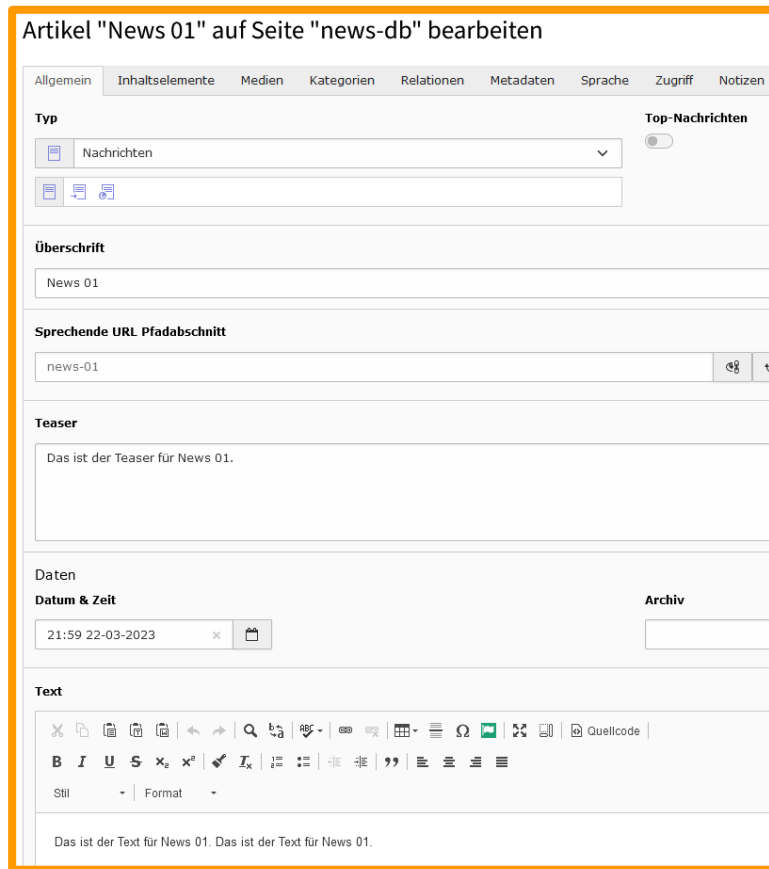 Artikel "News 01" auf Seite "news-db" bearbeiten
Allgemein Inhaltselemente Medien Kategorien Relationen Metadaten Sprache Zugriff Notizen
Typ Top-Nachrichten
Nachrichten
Überschrift
News 01
Sprechende URL Pfadabschnitt
news-01
Teaser
Das ist der Teaser für News 01.
Daten
Datum & Zeit Archiv
21:59 22-03-2023
Text
Quellcode
B I U S x₂ x² Tx
Stil Format
Das ist der Text für News 01. Das ist der Text für News 01.